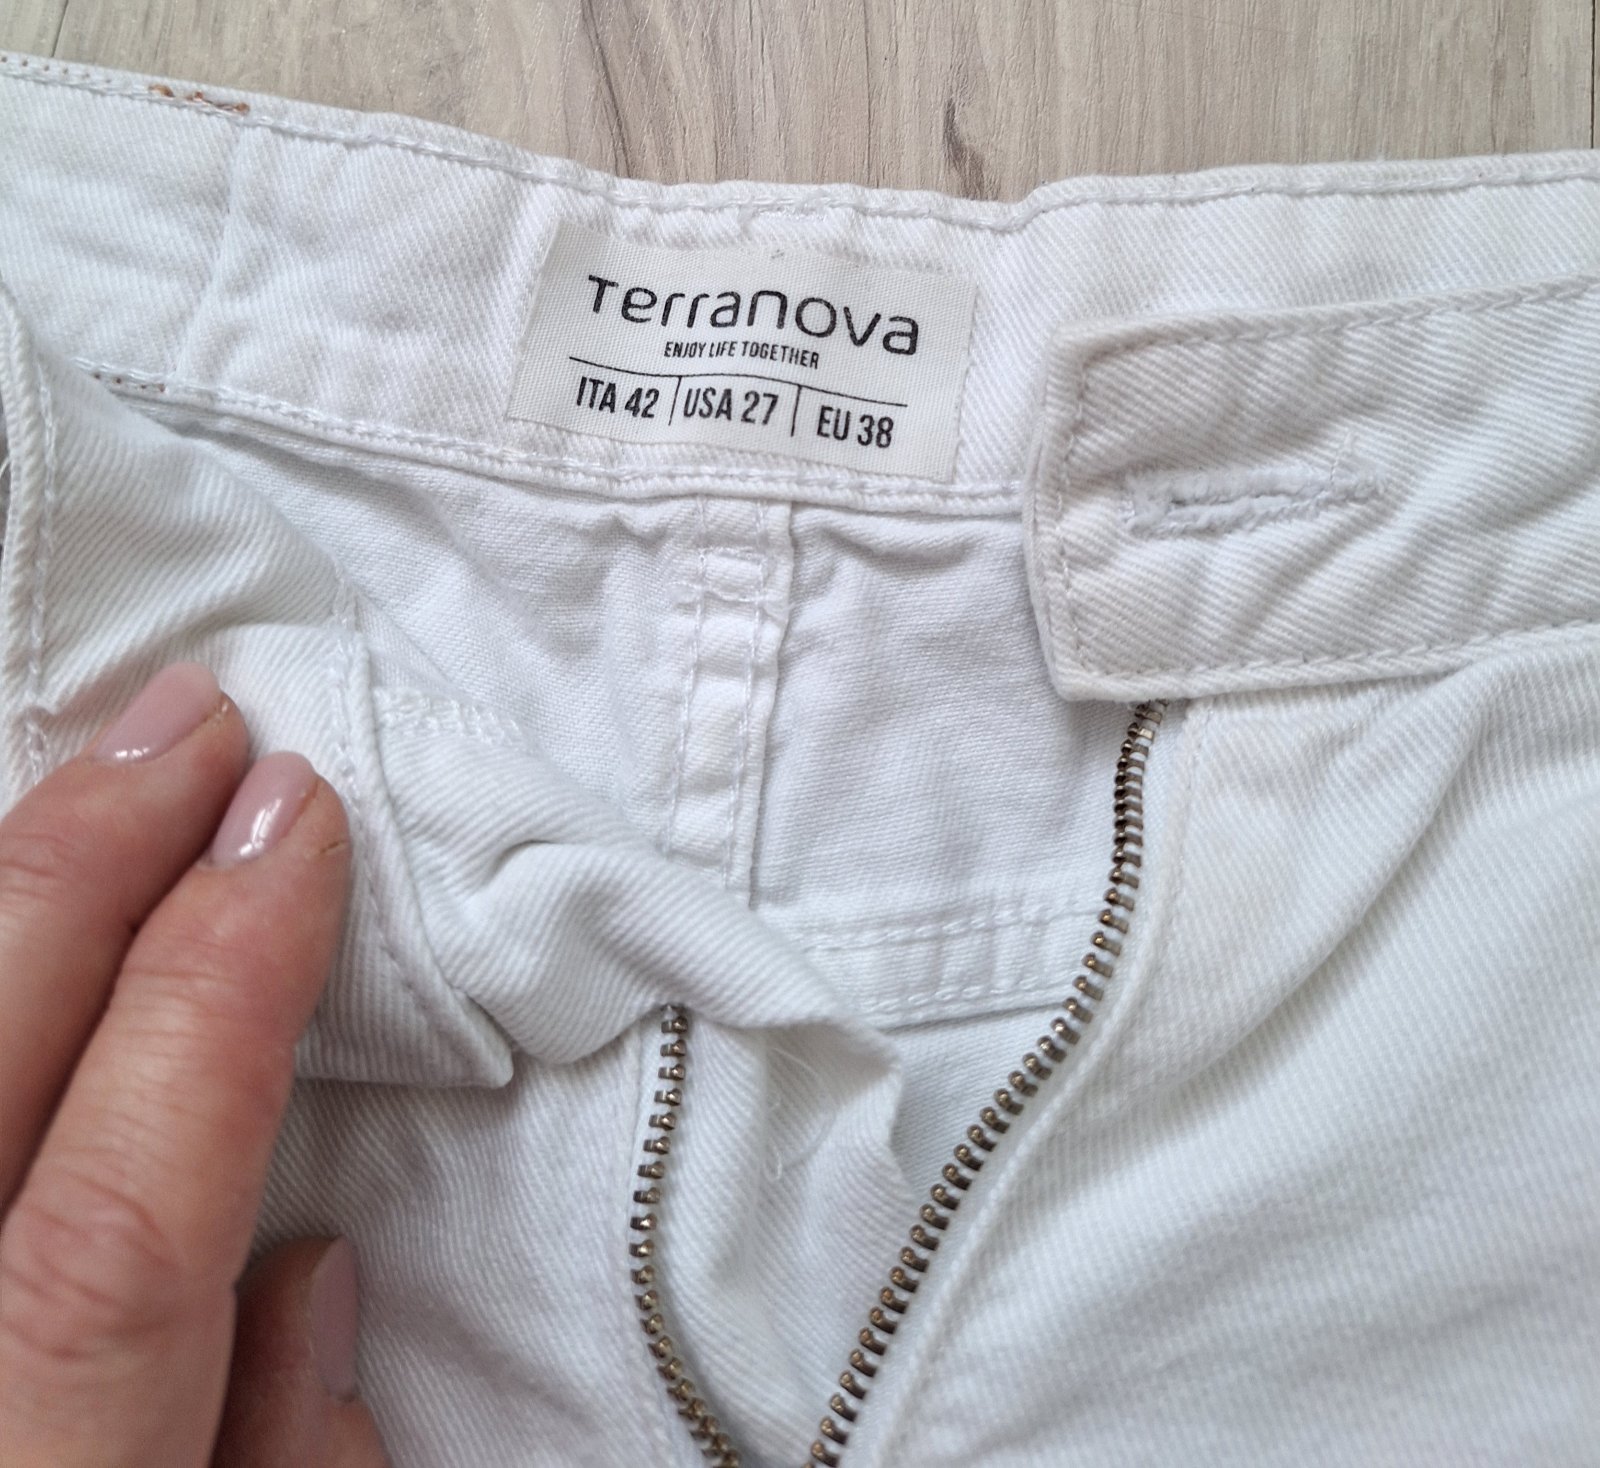 Terranova
ENJOY LIFE TOGETHER
ITA 42 | USA 27 | EU 38